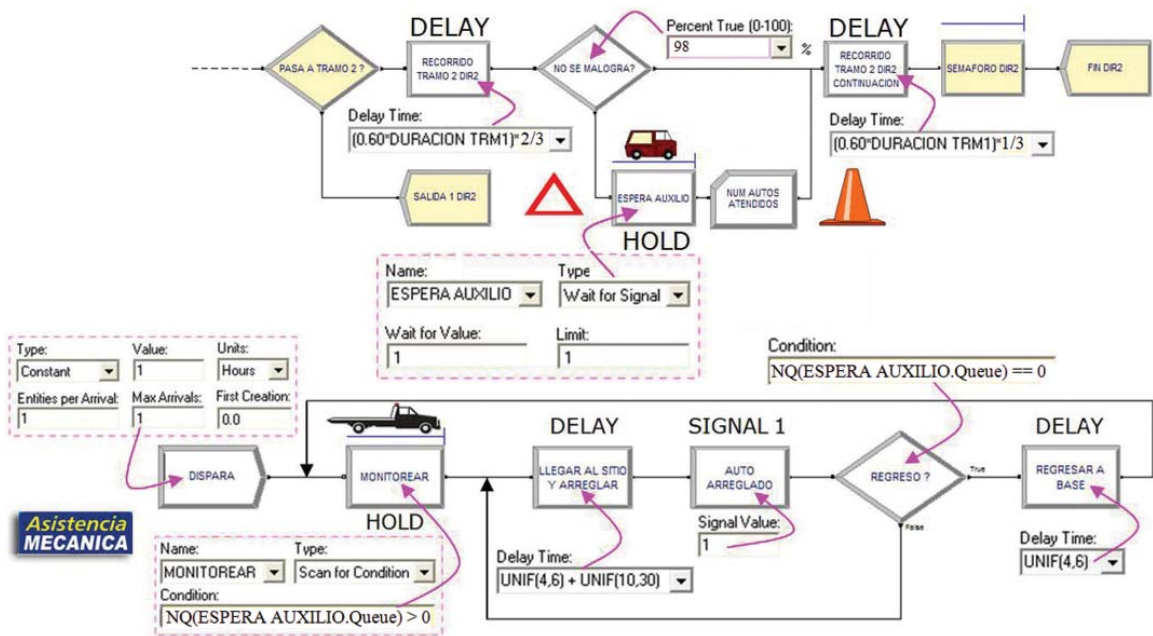 DELAY
PASA A TRAMO 2 ?
RECORRIDO
TRAMO 2 DIR2
NO SE MALOGRA?
Percent True (0-100):
98
%
DELAY
RECORRIDO
TRAMO 2 DIR2
CONTINUACION
SEMAFORO DIR2
FIN DIR2
Delay Time:
(0.60*DURACION TRM1)*2/3
Delay Time:
(0.60*DURACION TRM1)*1/3
SALIDA 1 DIR2
ESPERA AUXILIO
NUM AUTOS
ATENDIDOS
HOLD
Name:
ESPERA AUXILIO
Type
Wait for Signal
Wait for Value:
1
Limit:
1
Type:
Constant
Value:
1
Units:
Hours
Entities per Arrival:
1
Max Arrivals:
1
First Creation:
0.0
Condition:
NQ(ESPERA AUXILIO.Queue) == 0
DISPARA
MONITOREAR
HOLD
DELAY
LLEGAR AL SITIO
Y ARREGLAR
SIGNAL 1
AUTO
ARREGLADO
REGRESO ?
True
False
DELAY
REGRESAR A
BASE
Asistencia
MECANICA
Name:
MONITOREAR
Type:
Scan for Condition
Condition:
NQ(ESPERA AUXILIO.Queue) > 0
Delay Time:
UNIF(4,6) + UNIF(10,30)
Signal Value:
1
Delay Time:
UNIF(4,6)